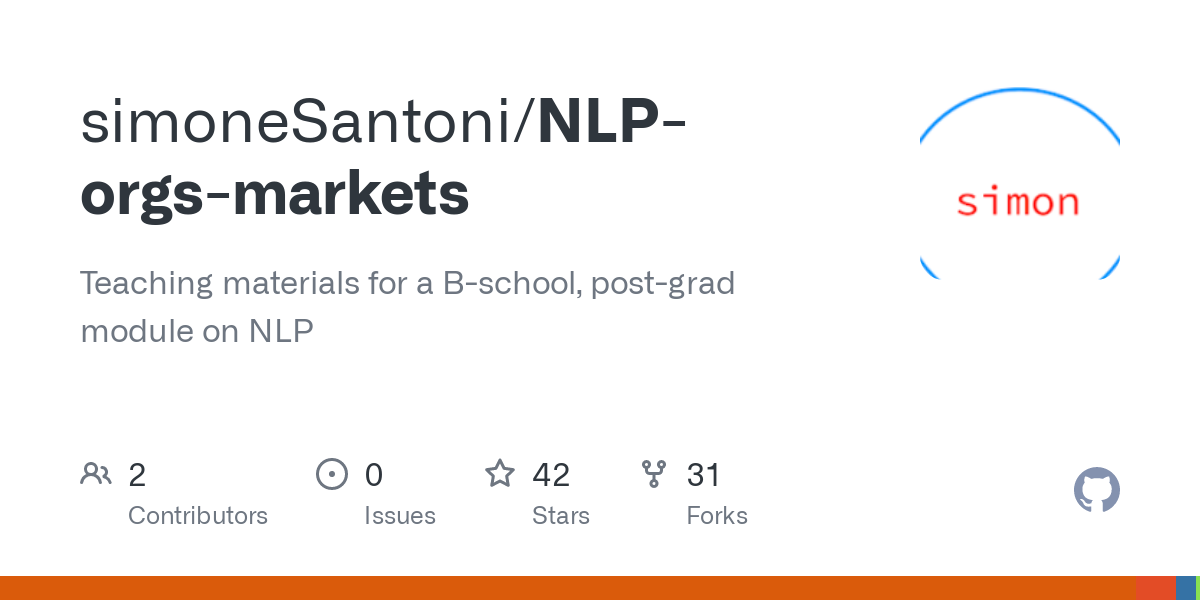 simoneSantoni/NLP-
orgs-markets
simon
Teaching materials for a B-school, post-grad
module on NLP
2
Contributors
0
Issues
42
Stars
31
Forks